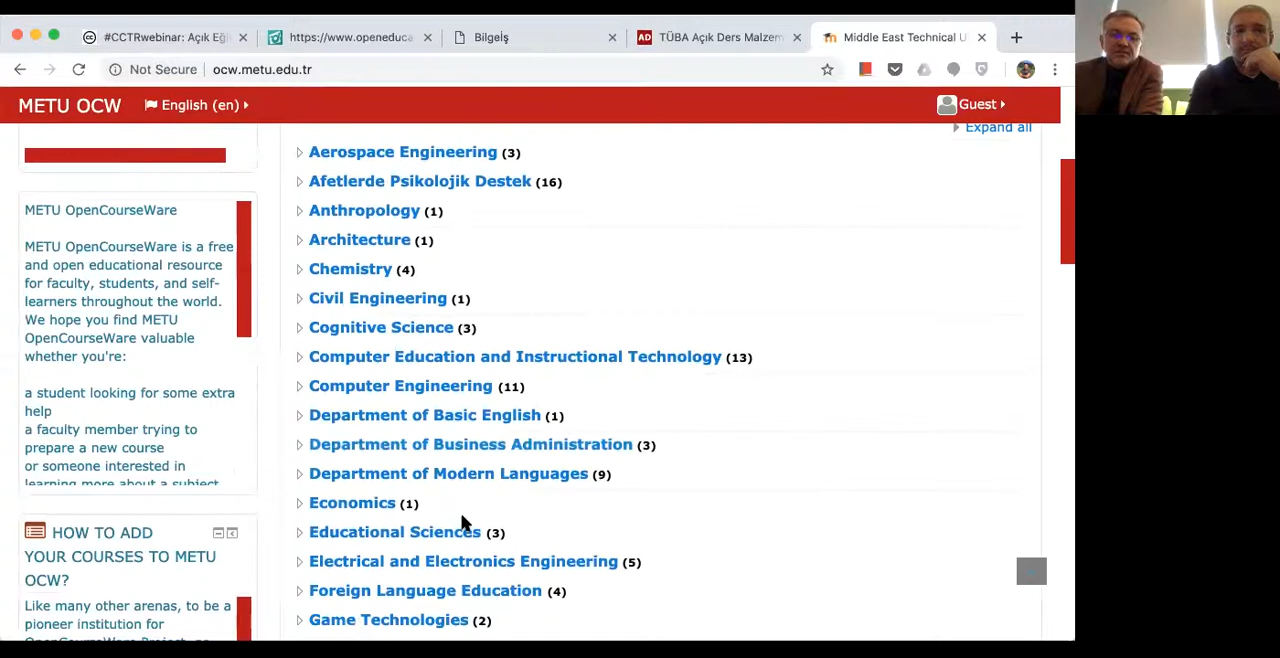 #CCTRwebinar: Açık Eği
https://www.openeduca
Bilgeİş
AD TÜBA Açık Ders Malzem
Middle East Technical U
Not Secure
ocw.metu.edu.tr
METU OCW
English (en)
Guest
Expand all
Aerospace Engineering (3)
Afetlerde Psikolojik Destek (16)
Anthropology (1)
Architecture (1)
Chemistry (4)
Civil Engineering (1)
Cognitive Science (3)
Computer Education and Instructional Technology (13)
Computer Engineering (11)
Department of Basic English (1)
Department of Business Administration (3)
Department of Modern Languages (9)
Economics (1)
Educational Sciences (3)
Electrical and Electronics Engineering (5)
Foreign Language Education (4)
Game Technologies (2)
METU OpenCourseWare
METU OpenCourseWare is a free
and open educational resource
for faculty, students, and self-
learners throughout the world.
We hope you find METU
OpenCourseWare valuable
whether you're:
a student looking for some extra
help
a faculty member trying to
prepare a new course
or someone interested in
learning more about a subject
HOW TO ADD
YOUR COURSES TO METU
OCW?
Like many other arenas, to be a
pioneer institution for